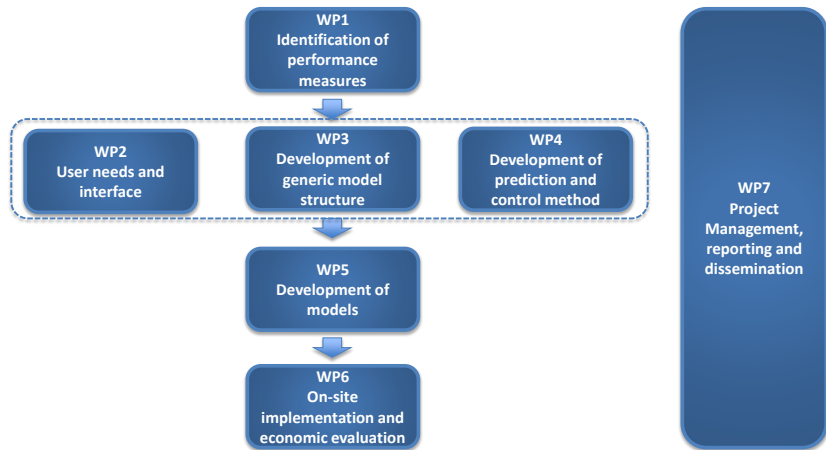 WP1
Identification of
performance
measures
WP2
User needs and
interface
WP3
Development of
generic model
structure
WP4
Development of
prediction and
control method
WP5
Development of
models
WP6
On-site
implementation and
economic evaluation
WP7
Project
Management,
reporting and
dissemination